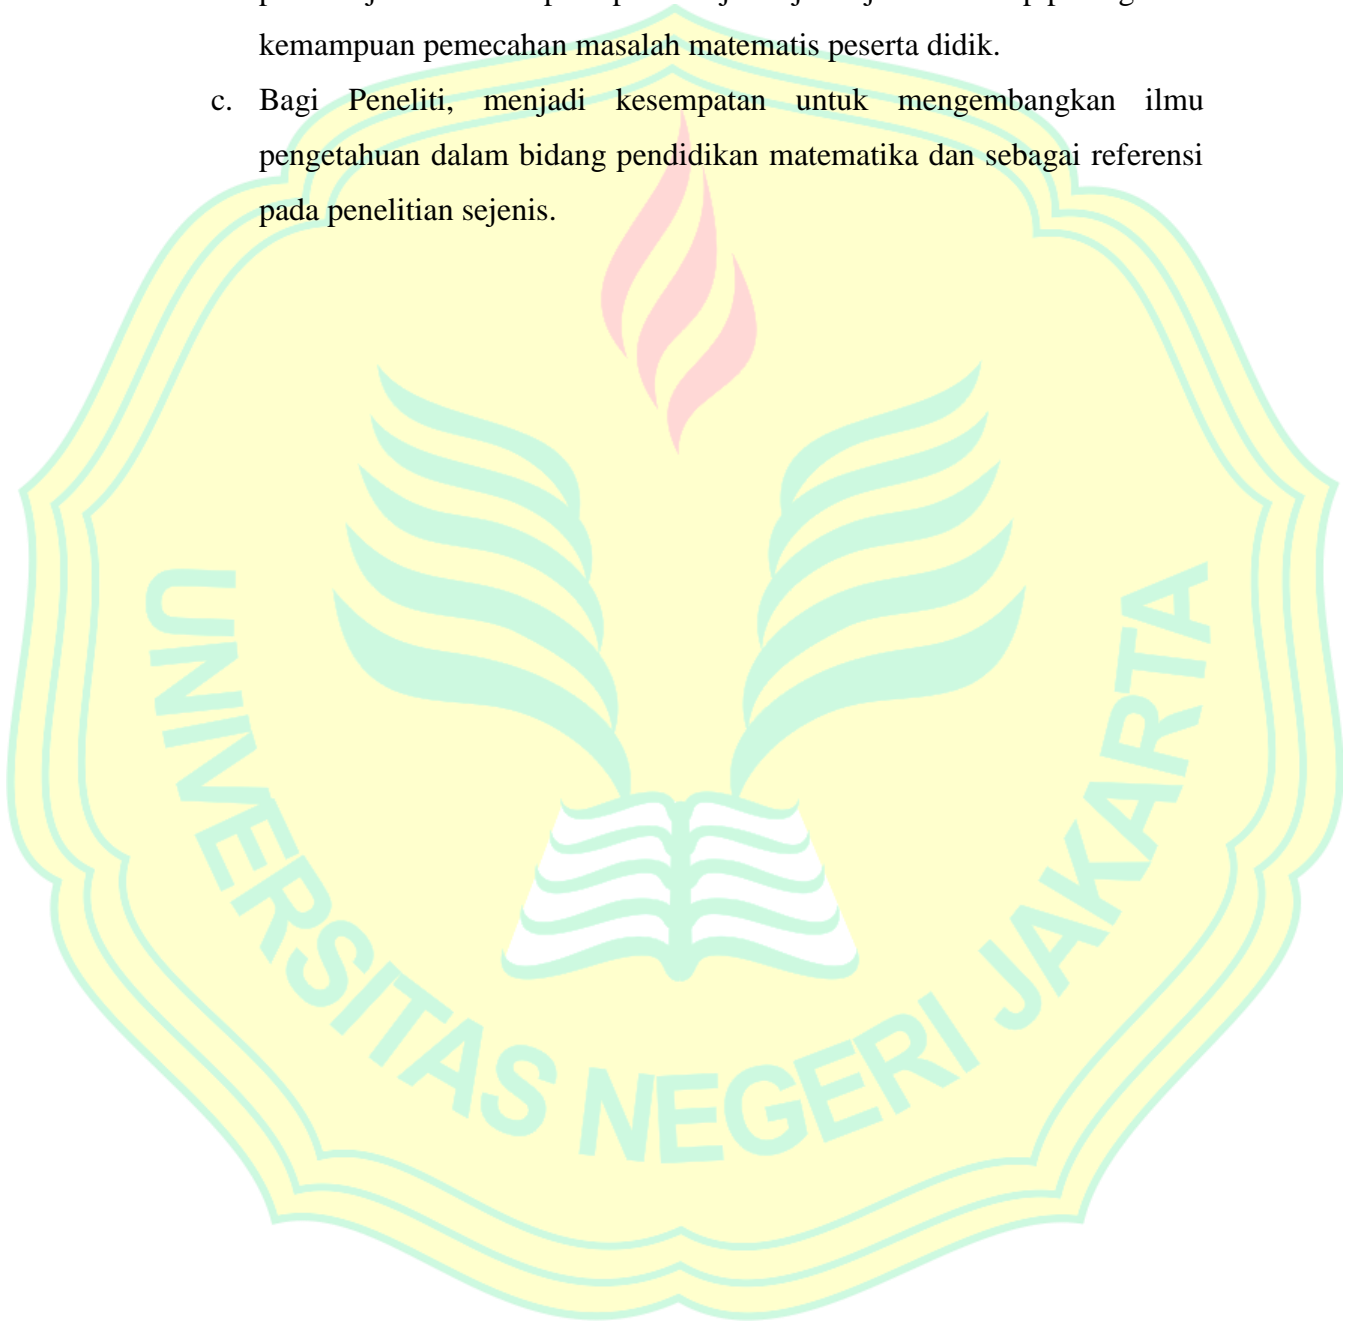 kemampuan pemecahan masalah matematis peserta didik.
c. Bagi Peneliti, menjadi kesempatan untuk mengembangkan ilmu
pengetahuan dalam bidang pendidikan matematika dan sebagai referensi
pada penelitian sejenis.
UNIVERSITAS NEGERI JAKARTA